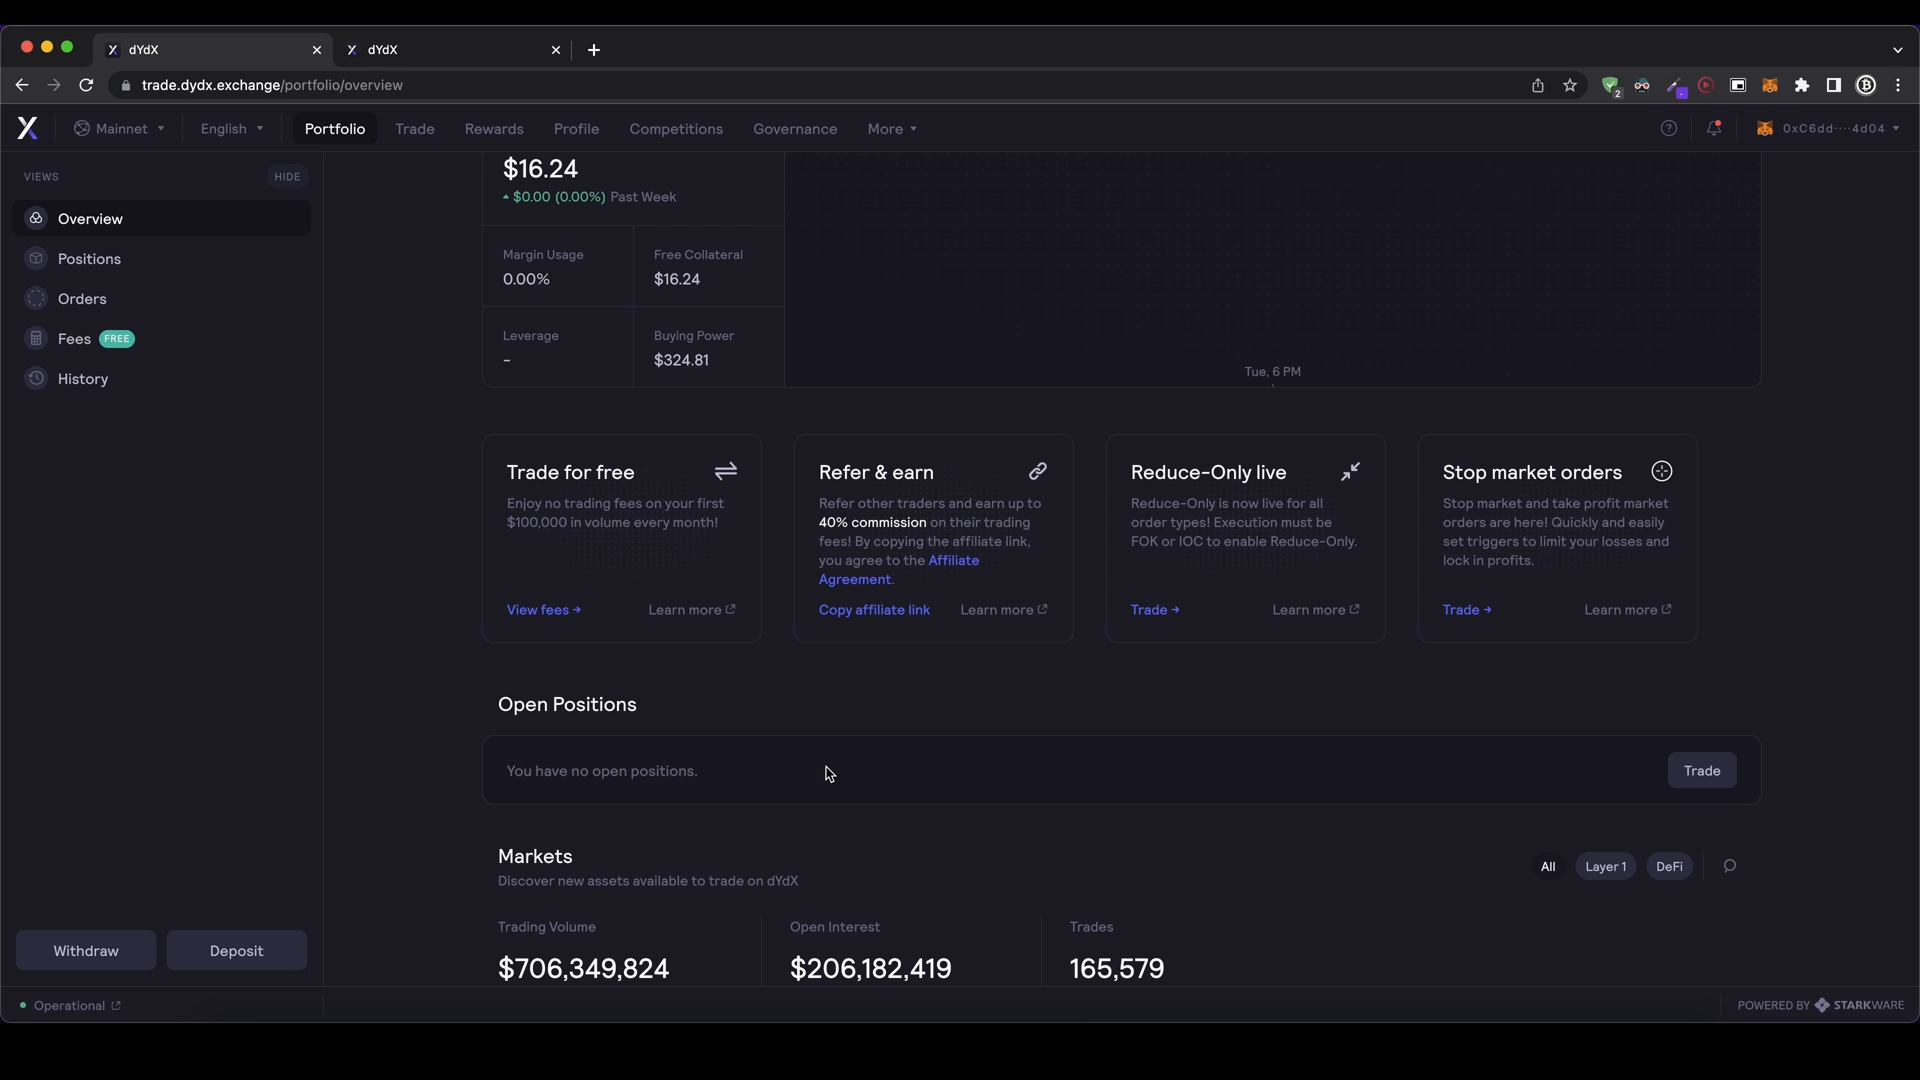 dYdX
dYdX
trade.dydx.exchange/portfolio/overview
2
Mainnet
English
Portfolio
Trade
Rewards
Profile
Competitions
Governance
More
0xC6dd····4d04
VIEWS
HIDE
Overview
Positions
Orders
Fees FREE
History
Withdraw
Deposit
Operational
$16.24
$0.00 (0.00%) Past Week
Margin Usage
0.00%
Free Collateral
$16.24
Leverage
-
Buying Power
$324.81
Tue, 6 PM
Trade for free
Enjoy no trading fees on your first
$100,000 in volume every month!
View fees →
Learn more
Refer & earn
Refer other traders and earn up to
40% commission on their trading
fees! By copying the affiliate link,
you agree to the Affiliate
Agreement.
Copy affiliate link
Learn more
Reduce-Only live
Reduce-Only is now live for all
order types! Execution must be
FOK or IOC to enable Reduce-Only.
Trade →
Learn more
Stop market orders
Stop market and take profit market
orders are here! Quickly and easily
set triggers to limit your losses and
lock in profits.
Trade →
Learn more
Open Positions
You have no open positions.
Trade
Markets
Discover new assets available to trade on dYdX
All
Layer 1
DeFi
Trading Volume
$706,349,824
Open Interest
$206,182,419
Trades
165,579
POWERED BY STARKWARE